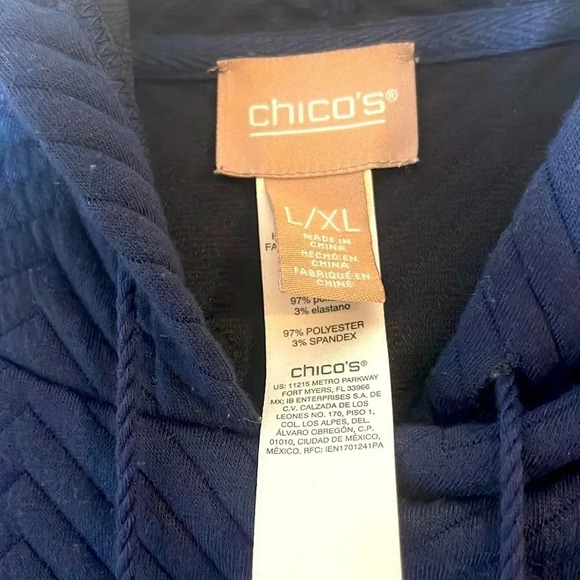 chico's®
L/XL
MADE IN
CHINA
HECHO EN
CHINA
FABRIQUÉ EN
CHINE
97%
3% elastano
97% POLYESTER
3% SPANDEX
chico's®
US: 11215 METRO PARKWAY
FORT MYERS, FL 33966
MX: IB ENTERPRISES S.A. DE
C.V. CALZADA DE LOS
LEONES NO. 170, PISO 1,
COL. LOS ALPES, DEL.
ÁLVARO OBREGÓN, C.P.
01010, CIUDAD DE MÉXICO,
MÉXICO. RFC: IEN1701241PA